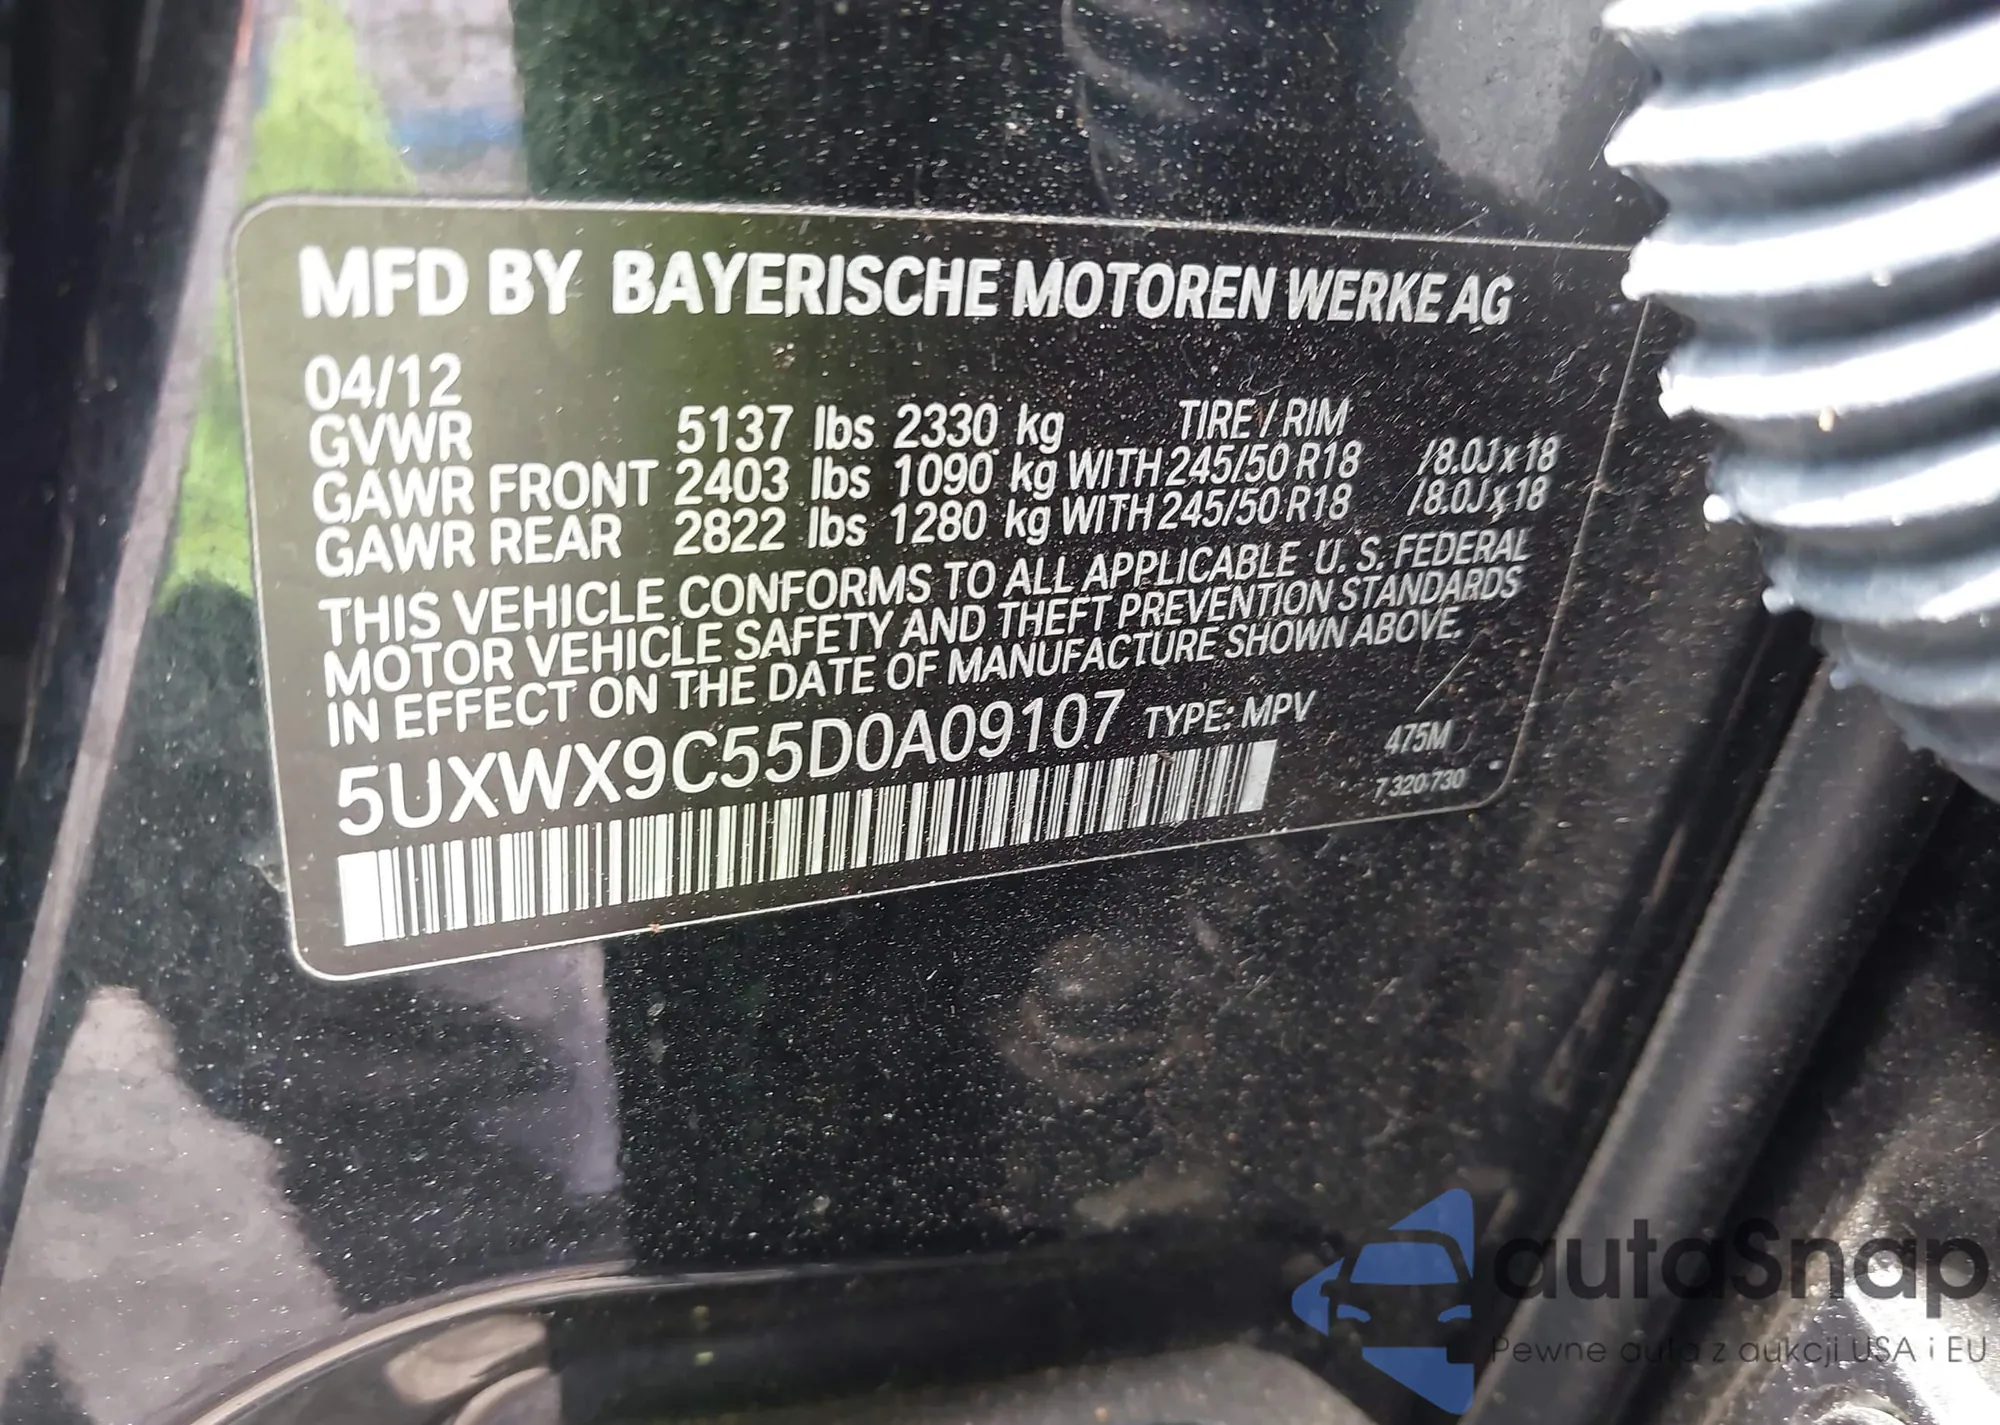 MFD BY BAYERISCHE MOTOREN WERKE AG
04/12
GVWR 5137 lbs 2330 kg TIRE / RIM
GAWR FRONT 2403 lbs 1090 kg WITH 245/50 R18 /8.0J x 18
GAWR REAR 2822 lbs 1280 kg WITH 245/50 R18 /8.0J x 18
THIS VEHICLE CONFORMS TO ALL APPLICABLE U. S. FEDERAL
MOTOR VEHICLE SAFETY AND THEFT PREVENTION STANDARDS
IN EFFECT ON THE DATE OF MANUFACTURE SHOWN ABOVE.
5UXWX9C55D0A09107 TYPE: MPV 475M
7 320 730
autaSnap
Pewne auta z aukcji USA i EU